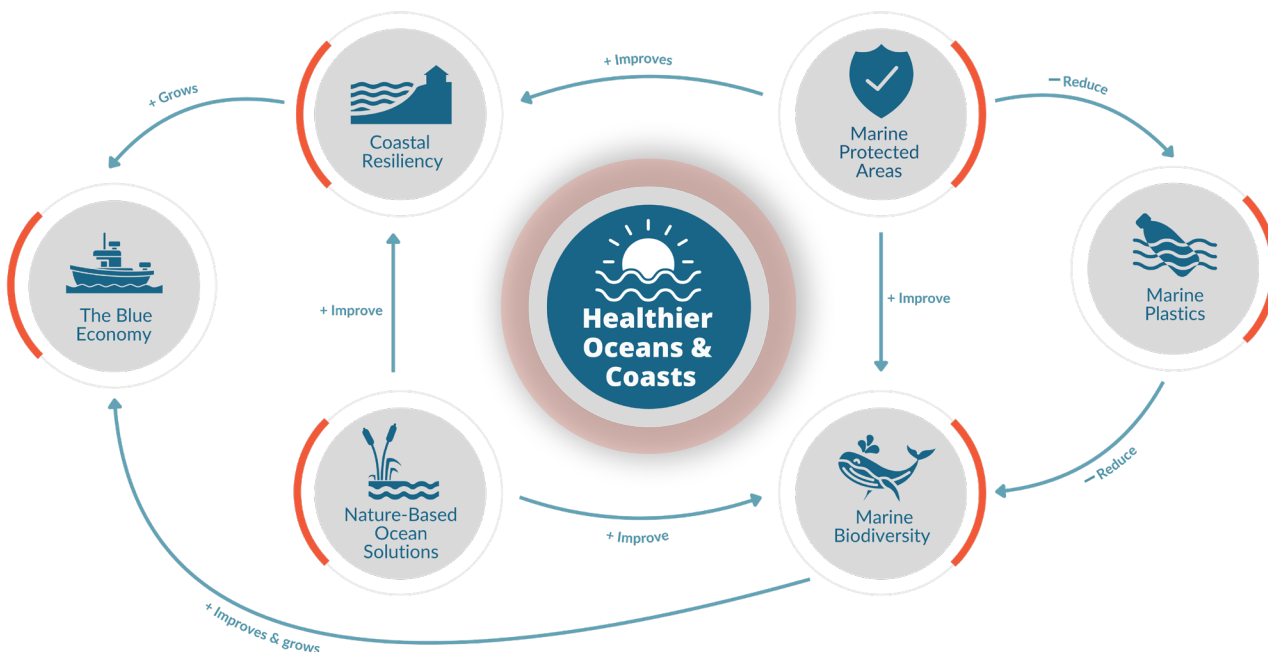 + Improves
− Reduce
+ Grows
Coastal
Resiliency
Marine
Protected
Areas
The Blue
Economy
+ Improve
Healthier
Oceans &
Coasts
+ Improve
Marine
Plastics
Nature-Based
Ocean
Solutions
+ Improve
Marine
Biodiversity
− Reduce
+ Improves & grows